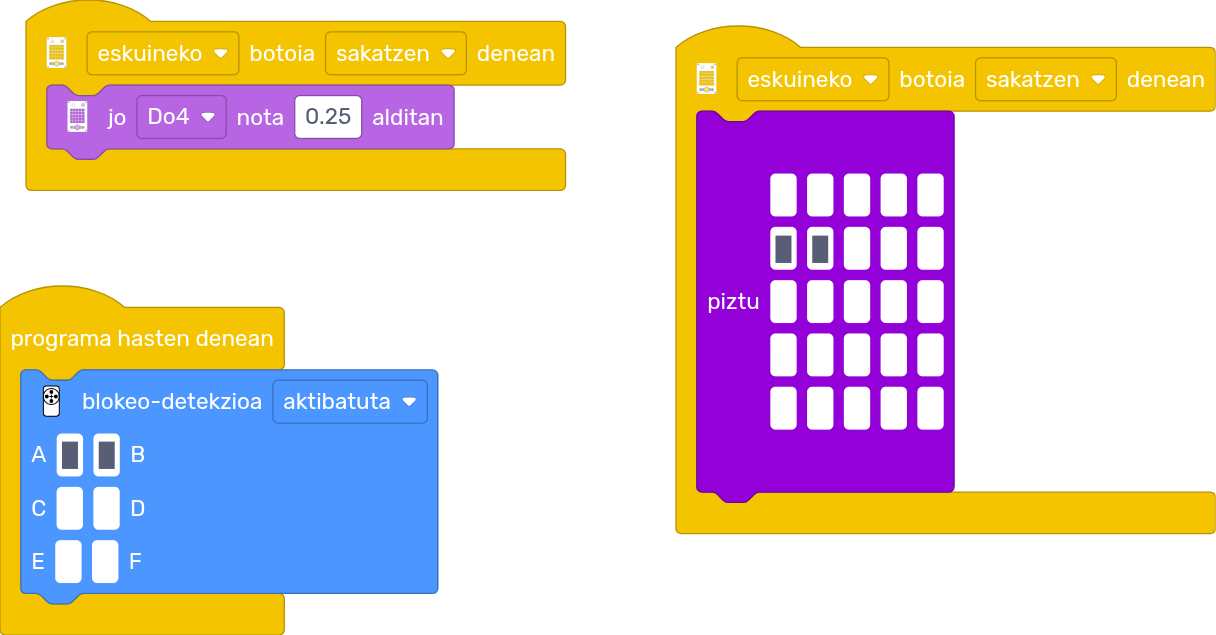 eskuineko botoia sakatzen denean
jo Do4 nota 0.25 alditan
programa hasten denean
blokeo-detekzioa aktibatuta
A B
C D
E F
eskuineko botoia sakatzen denean
piztu